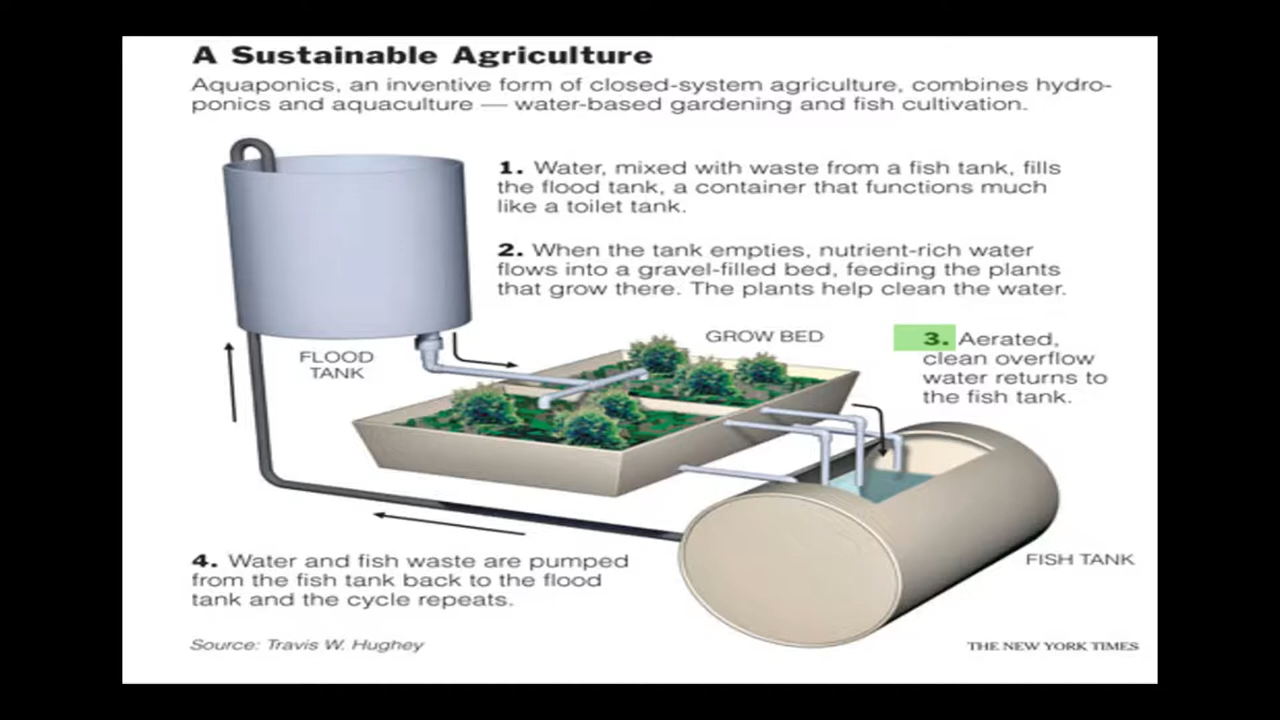 A Sustainable Agriculture
Aquaponics, an inventive form of closed-system agriculture, combines hydro-
ponics and aquaculture — water-based gardening and fish cultivation.
1. Water, mixed with waste from a fish tank, fills
the flood tank, a container that functions much
like a toilet tank.
2. When the tank empties, nutrient-rich water
flows into a gravel-filled bed, feeding the plants
that grow there. The plants help clean the water.
GROW BED
3. Aerated,
clean overflow
water returns to
the fish tank.
FLOOD
TANK
FISH TANK
4. Water and fish waste are pumped
from the fish tank back to the flood
tank and the cycle repeats.
Source: Travis W. Hughey
THE NEW YORK TIMES